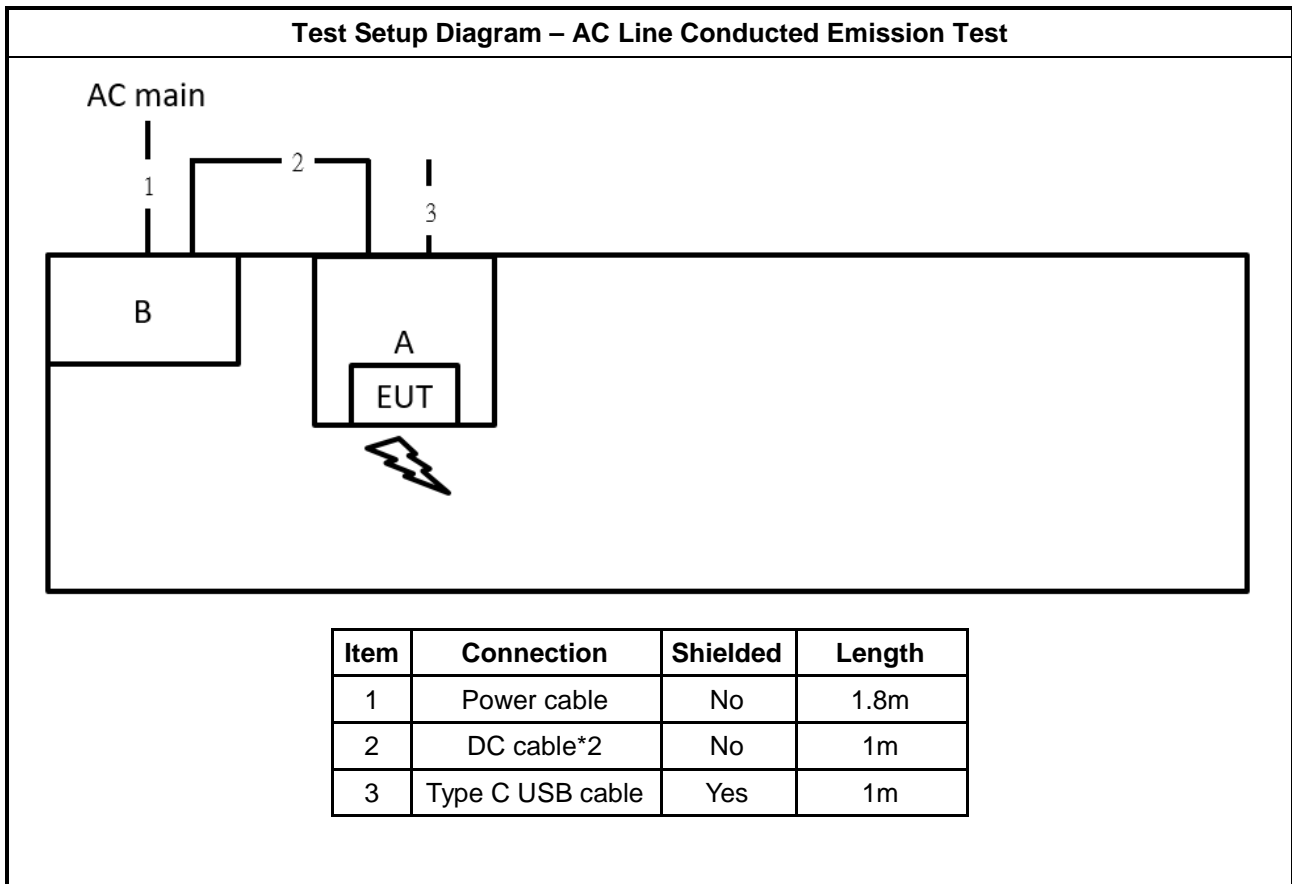 Test Setup Diagram – AC Line Conducted Emission Test
AC main
2
1
3
B
A
EUT
Item Connection Shielded Length
1 Power cable No 1.8m
2 DC cable*2 No 1m
3 Type C USB cable Yes 1m